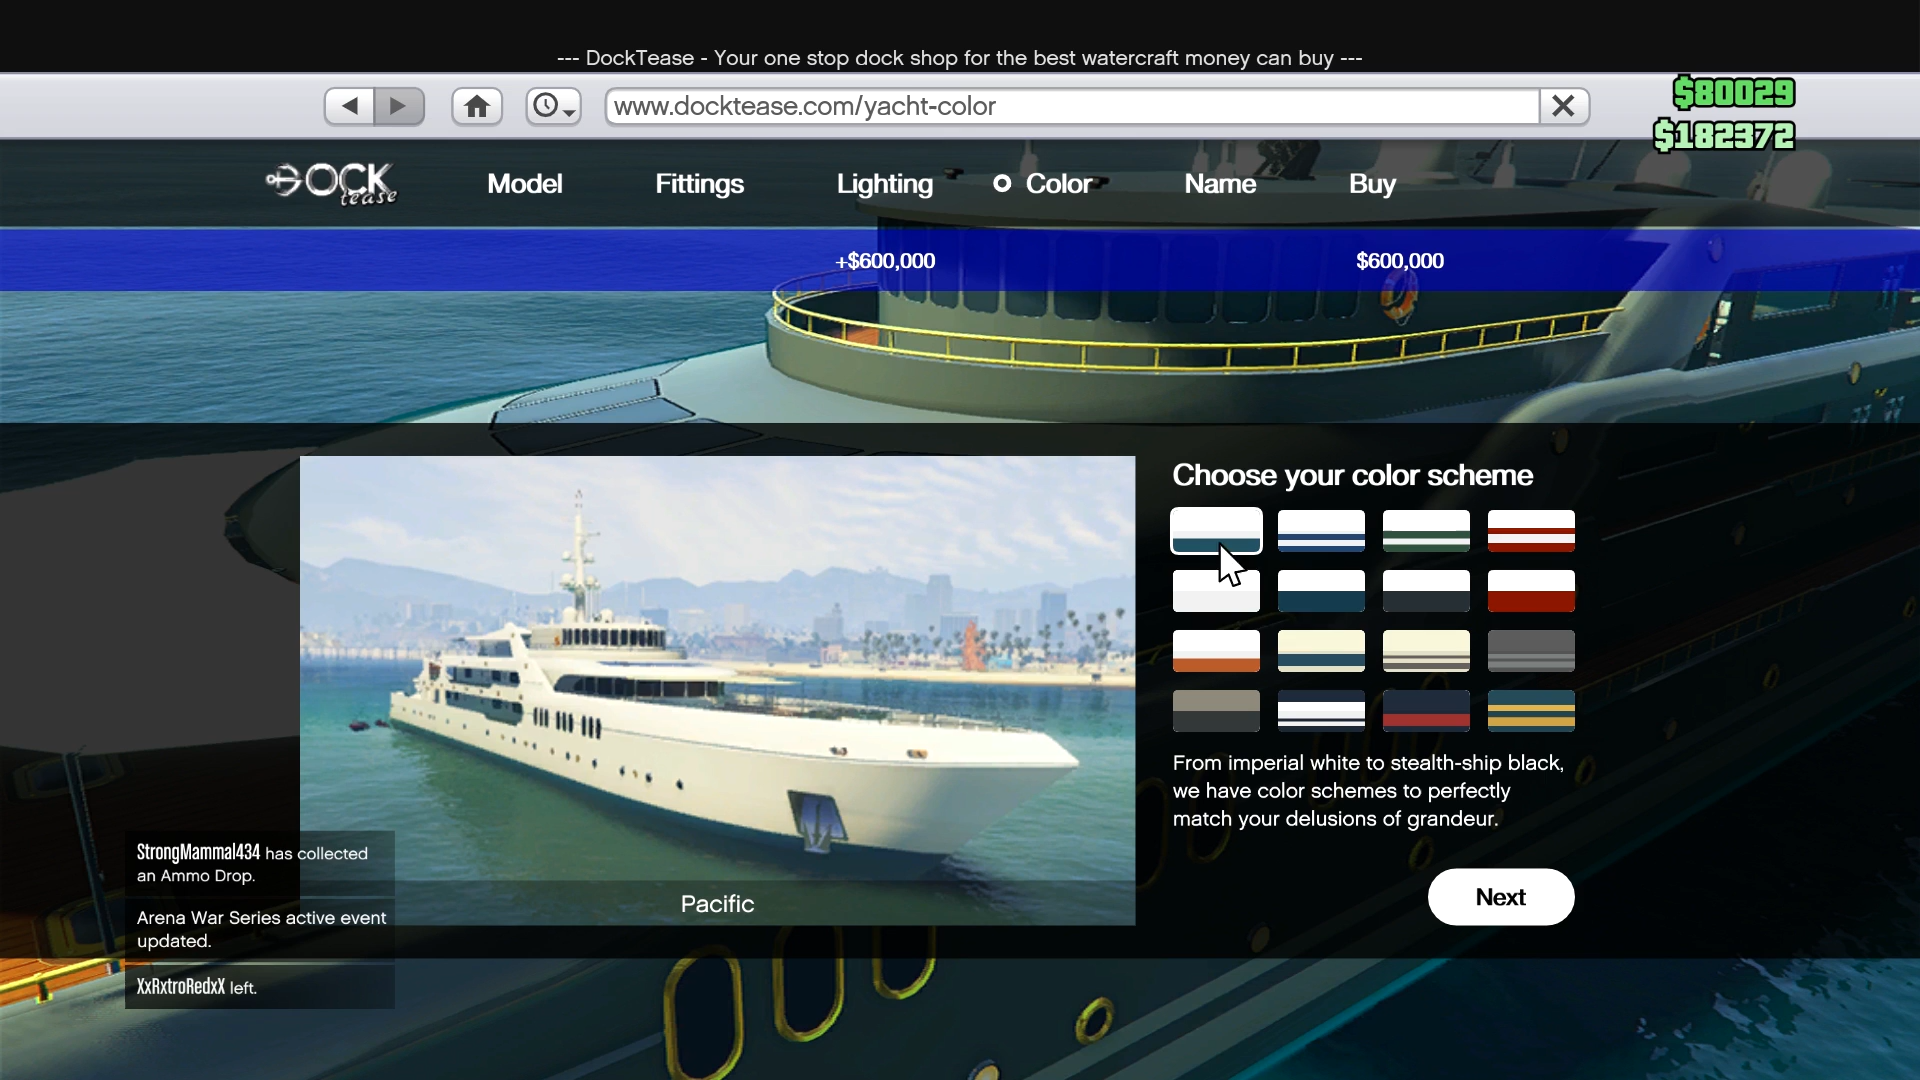 --- DockTease - Your one stop dock shop for the best watercraft money can buy ---
www.docktease.com/yacht-color
$80029
$182372
DOCK
tease
Model
Fittings
Lighting
Color
Name
Buy
+$600,000
$600,000
Choose your color scheme
From imperial white to stealth-ship black,
we have color schemes to perfectly
match your delusions of grandeur.
Next
Pacific
StrongMammal434 has collected
an Ammo Drop.
Arena War Series active event
updated.
XxRxtroRedxX left.